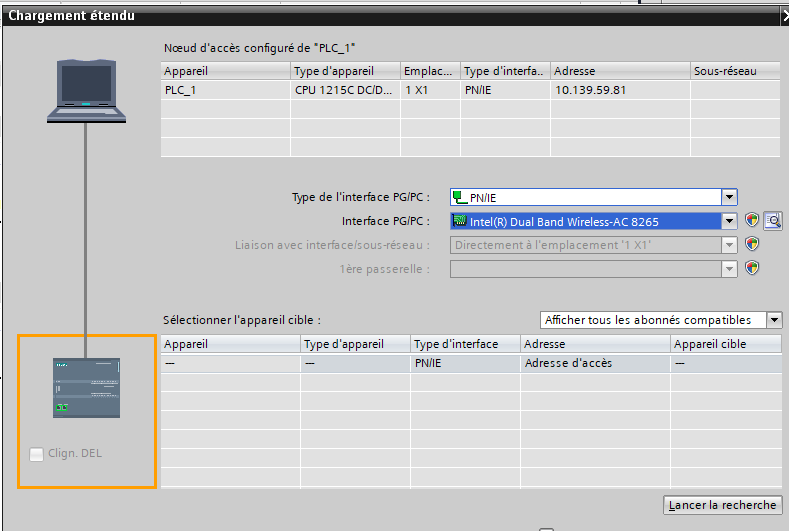 Chargement étendu
Nœud d'accès configuré de "PLC_1"
Appareil Type d'appareil Emplac... Type d'interfa.. Adresse Sous-réseau
PLC_1 CPU 1215C DC/D... 1 X1 PN/IE 10.139.59.81
Type de l'interface PG/PC : PN/IE
Interface PG/PC : Intel(R) Dual Band Wireless-AC 8265
Liaison avec interface/sous-réseau : Directement à l'emplacement '1 X1'
1ère passerelle :
Sélectionner l'appareil cible : Afficher tous les abonnés compatibles
Appareil Type d'appareil Type d'interface Adresse Appareil cible
— — PN/IE Adresse d'accès —
Clign. DEL
Lancer la recherche